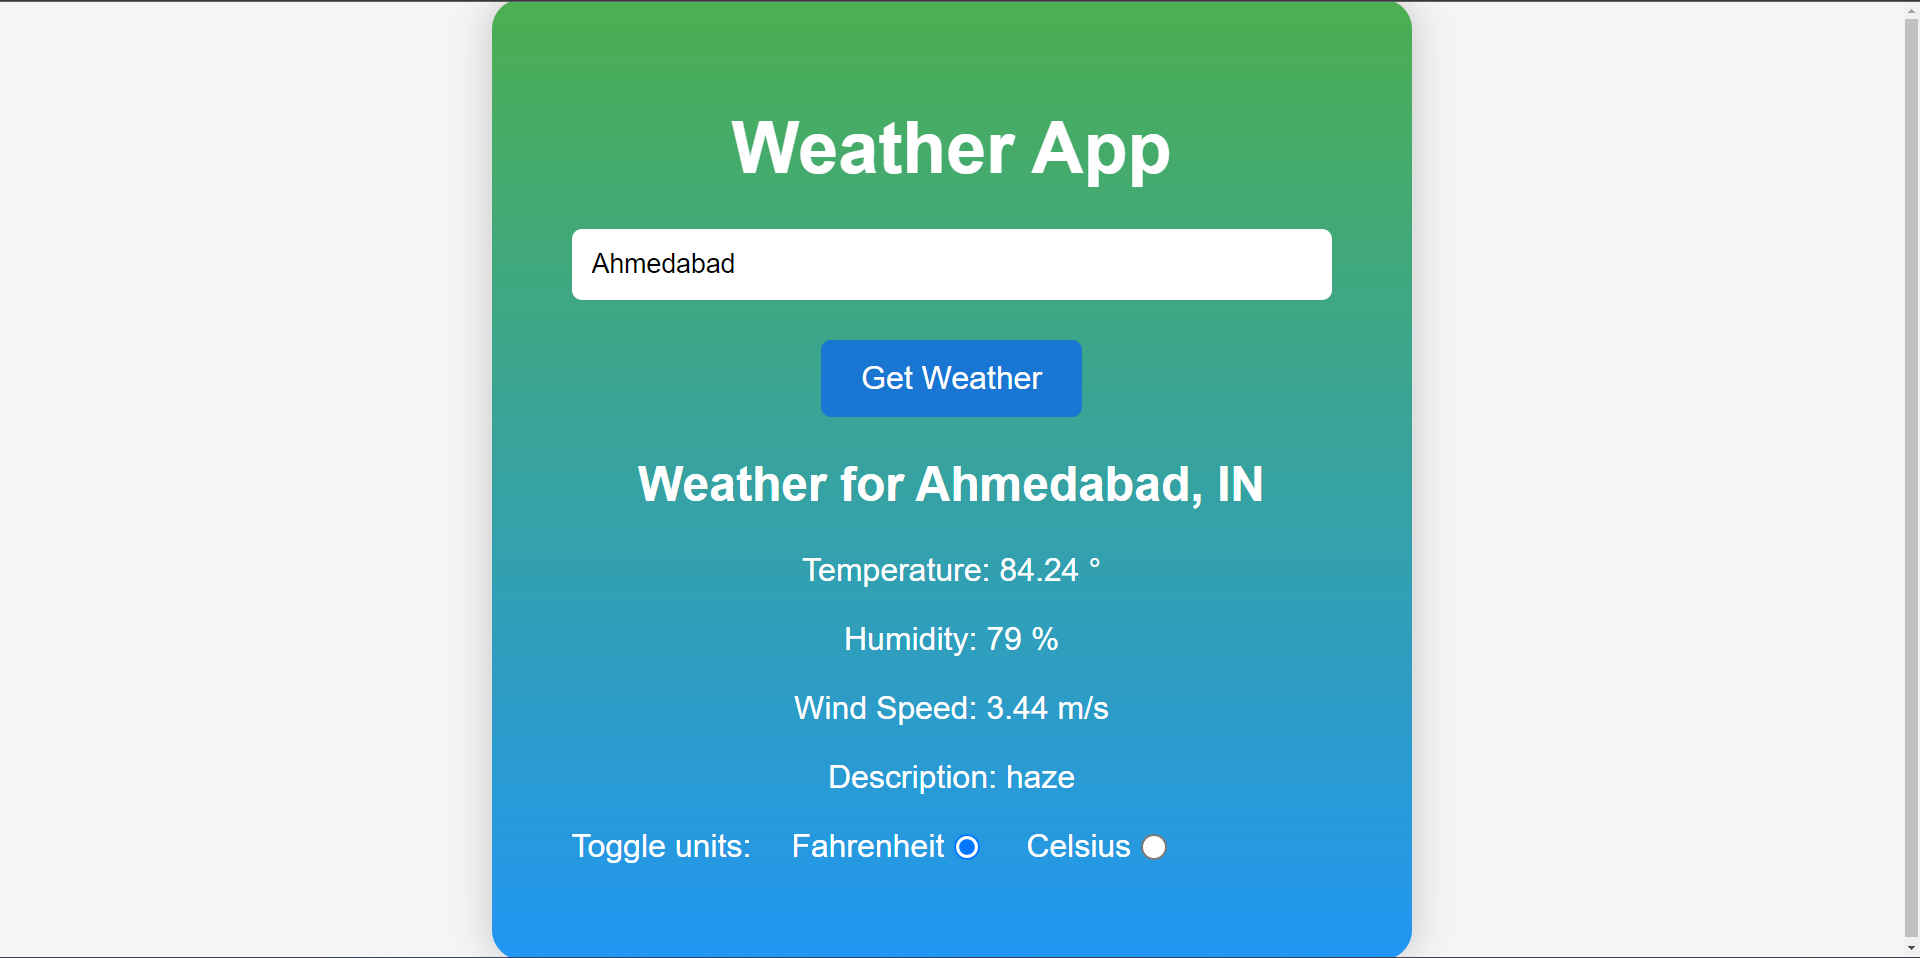 Weather App
Ahmedabad
Get Weather
Weather for Ahmedabad, IN
Temperature: 84.24 °
Humidity: 79 %
Wind Speed: 3.44 m/s
Description: haze
Toggle units: Fahrenheit Celsius